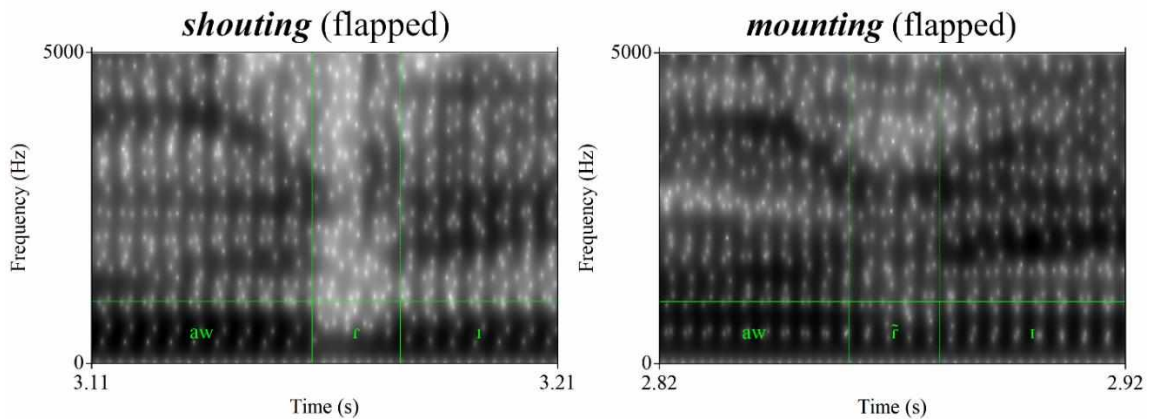 shouting (flapped)
5000
Frequency (Hz)
aw ɾ ɪ
0
3.11 3.21
Time (s)
mounting (flapped)
5000
Frequency (Hz)
aw ɾ̃ ɪ
0
2.82 2.92
Time (s)